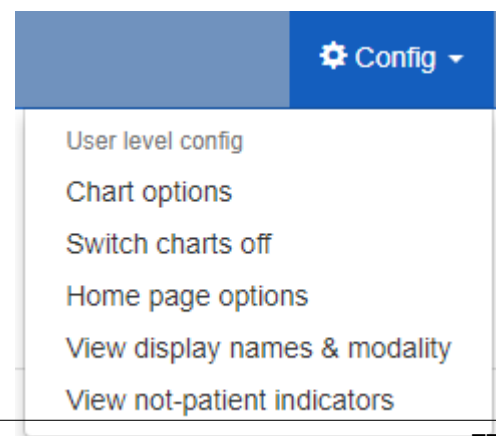 Config
User level config
Chart options
Switch charts off
Home page options
View display names & modality
View not-patient indicators